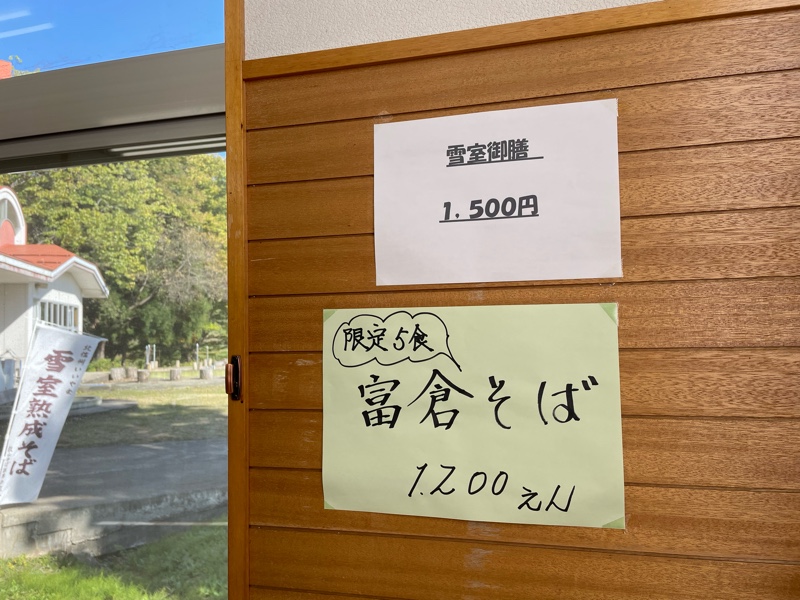 雪室御膳
1.500円
限定5食
富倉そば
1.200えん
雪室熟成そば